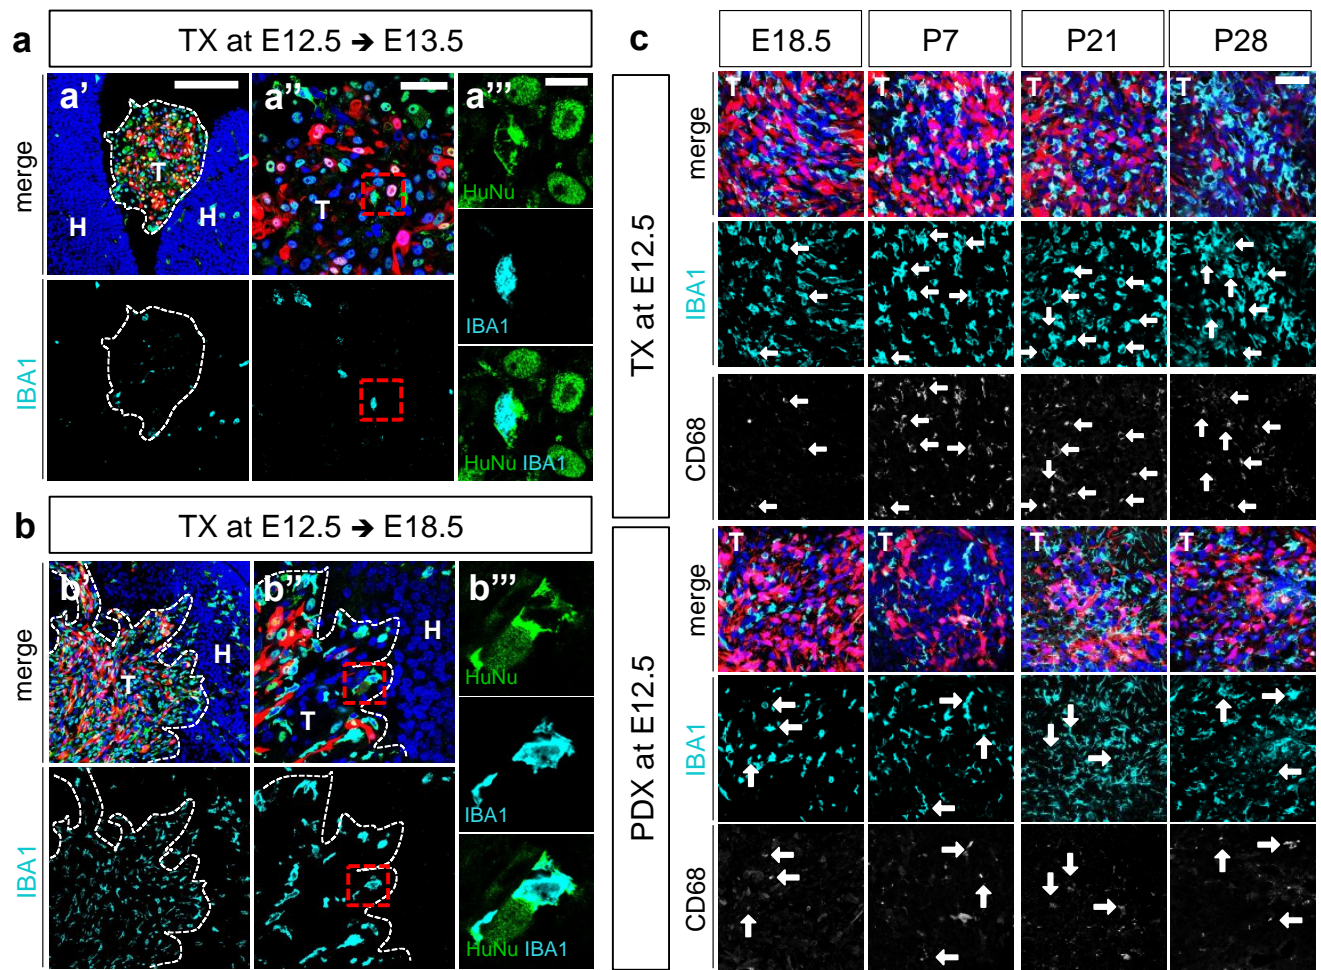 a
TX at E12.5 ➔ E13.5
merge
IBA1
a'
T
H
H
a''
T
a'''
HuNu
IBA1
HuNu IBA1
b
TX at E12.5 ➔ E18.5
merge
IBA1
b'
T
H
b''
T
H
b'''
HuNu
IBA1
HuNu IBA1
c
E18.5
P7
P21
P28
TX at E12.5
merge
T
T
T
T
IBA1
CD68
PDX at E12.5
merge
T
T
T
T
IBA1
CD68